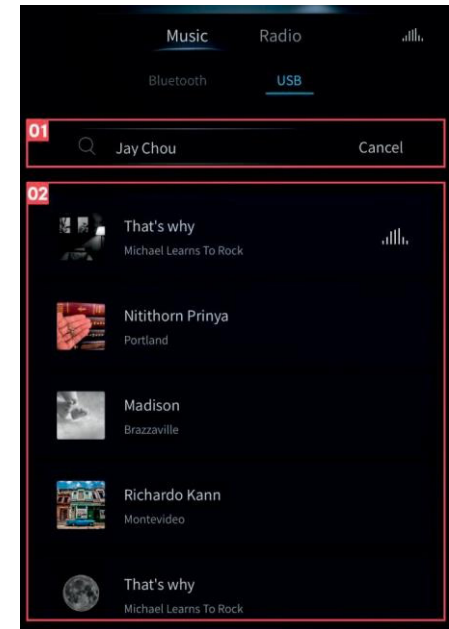 Music
Radio
Bluetooth
USB
01
Jay Chou
Cancel
02
That's why
Michael Learns To Rock
Nitithorn Prinya
Portland
Madison
Brazzaville
Richardo Kann
Montevideo
That's why
Michael Learns To Rock